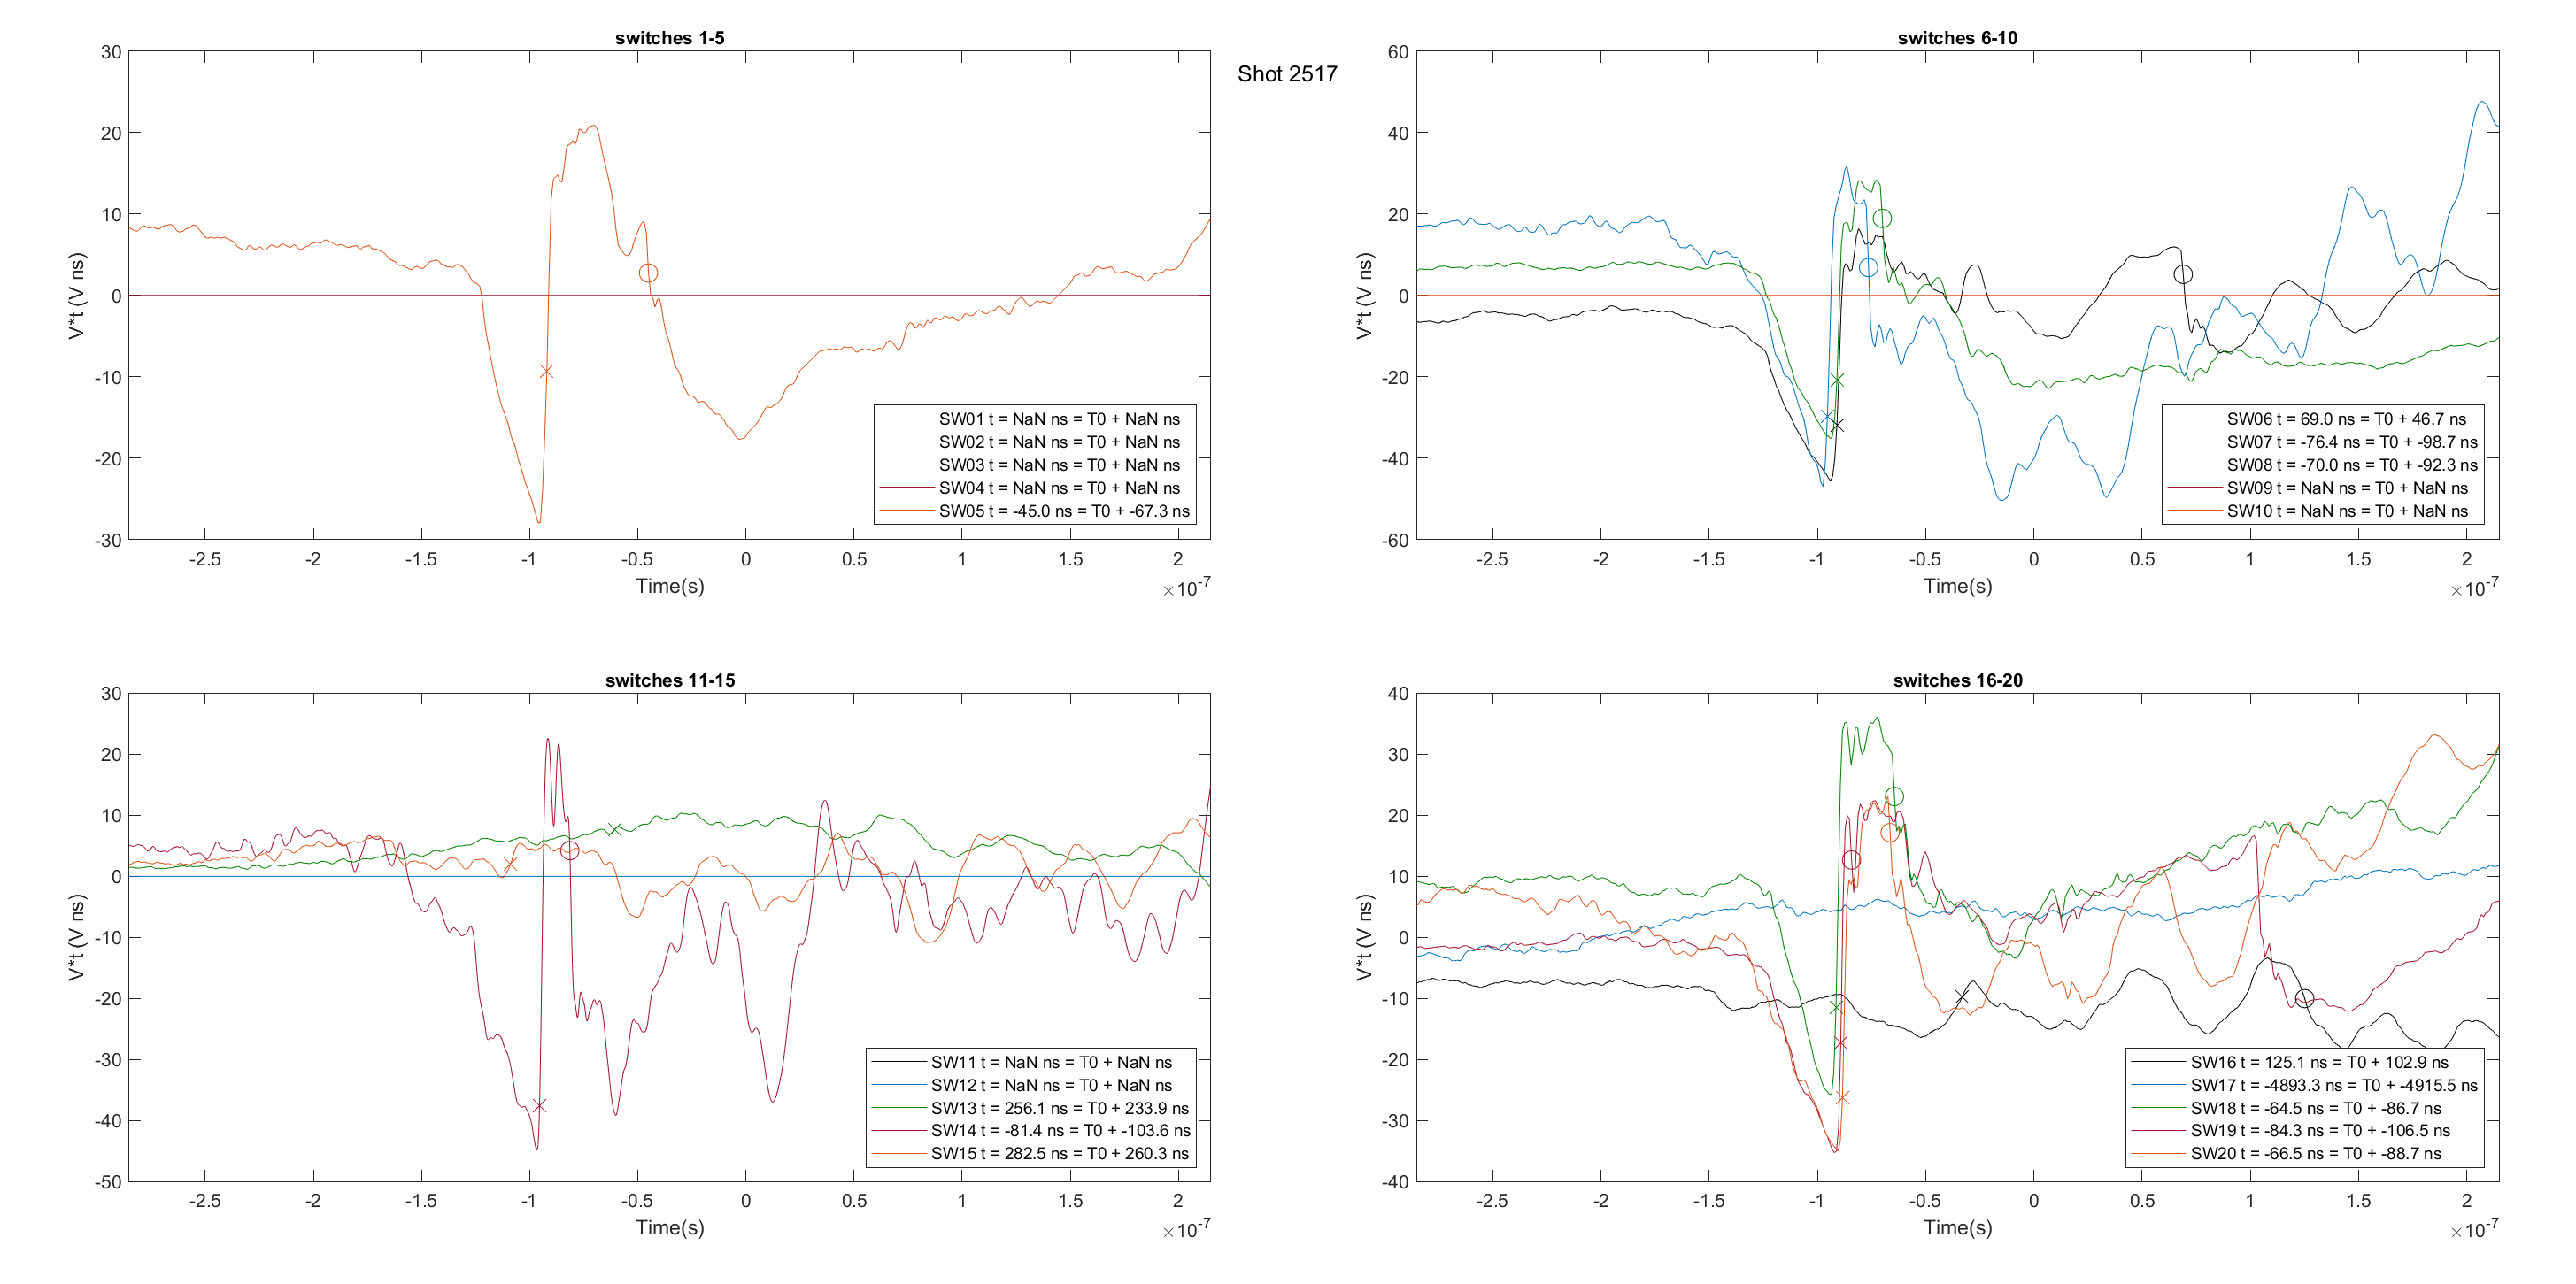 Shot 2517
switches 1-5
30
20
10
0
-10
-20
-30
V*t (V ns)
-2.5 -2 -1.5 -1 -0.5 0 0.5 1 1.5 2
Time(s)
×10-7
SW01 t = NaN ns = T0 + NaN ns
SW02 t = NaN ns = T0 + NaN ns
SW03 t = NaN ns = T0 + NaN ns
SW04 t = NaN ns = T0 + NaN ns
SW05 t = -45.0 ns = T0 + -67.3 ns
switches 6-10
60
40
20
0
-20
-40
-60
V*t (V ns)
-2.5 -2 -1.5 -1 -0.5 0 0.5 1 1.5 2
Time(s)
×10-7
SW06 t = 69.0 ns = T0 + 46.7 ns
SW07 t = -76.4 ns = T0 + -98.7 ns
SW08 t = -70.0 ns = T0 + -92.3 ns
SW09 t = NaN ns = T0 + NaN ns
SW10 t = NaN ns = T0 + NaN ns
switches 11-15
30
20
10
0
-10
-20
-30
-40
-50
V*t (V ns)
-2.5 -2 -1.5 -1 -0.5 0 0.5 1 1.5 2
Time(s)
×10-7
SW11 t = NaN ns = T0 + NaN ns
SW12 t = NaN ns = T0 + NaN ns
SW13 t = 256.1 ns = T0 + 233.9 ns
SW14 t = -81.4 ns = T0 + -103.6 ns
SW15 t = 282.5 ns = T0 + 260.3 ns
switches 16-20
40
30
20
10
0
-10
-20
-30
-40
V*t (V ns)
-2.5 -2 -1.5 -1 -0.5 0 0.5 1 1.5 2
Time(s)
×10-7
SW16 t = 125.1 ns = T0 + 102.9 ns
SW17 t = -4893.3 ns = T0 + -4915.5 ns
SW18 t = -64.5 ns = T0 + -86.7 ns
SW19 t = -84.3 ns = T0 + -106.5 ns
SW20 t = -66.5 ns = T0 + -88.7 ns